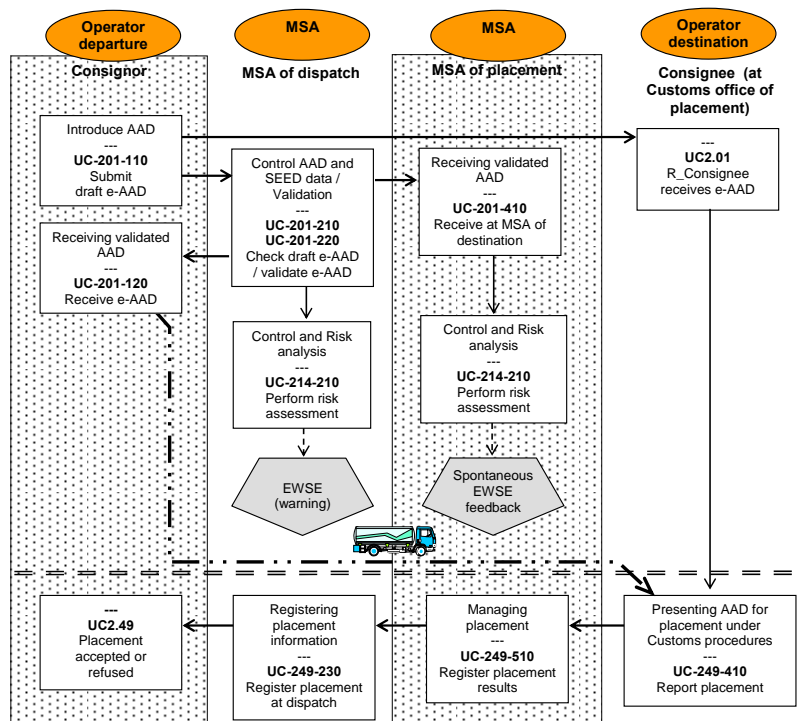 Operator
departure
MSA
MSA
Operator
destination
Consignor
MSA of dispatch
MSA of placement
Consignee (at
Customs office of
placement)
Introduce AAD
---
UC-201-110
Submit
draft e-AAD
Control AAD and
SEED data /
Validation
---
UC-201-210
UC-201-220
Check draft e-AAD
/ validate e-AAD
Receiving validated
AAD
---
UC-201-410
Receive at MSA of
destination
---
UC2.01
R_Consignee
receives e-AAD
Receiving validated
AAD
---
UC-201-120
Receive e-AAD
Control and Risk
analysis
---
UC-214-210
Perform risk
assessment
Control and Risk
analysis
---
UC-214-210
Perform risk
assessment
EWSE
(warning)
Spontaneous
EWSE
feedback
---
UC2.49
Placement
accepted or
refused
Registering
placement
information
---
UC-249-230
Register placement
at dispatch
Managing
placement
---
UC-249-510
Register placement
results
Presenting AAD for
placement under
Customs procedures
---
UC-249-410
Report placement